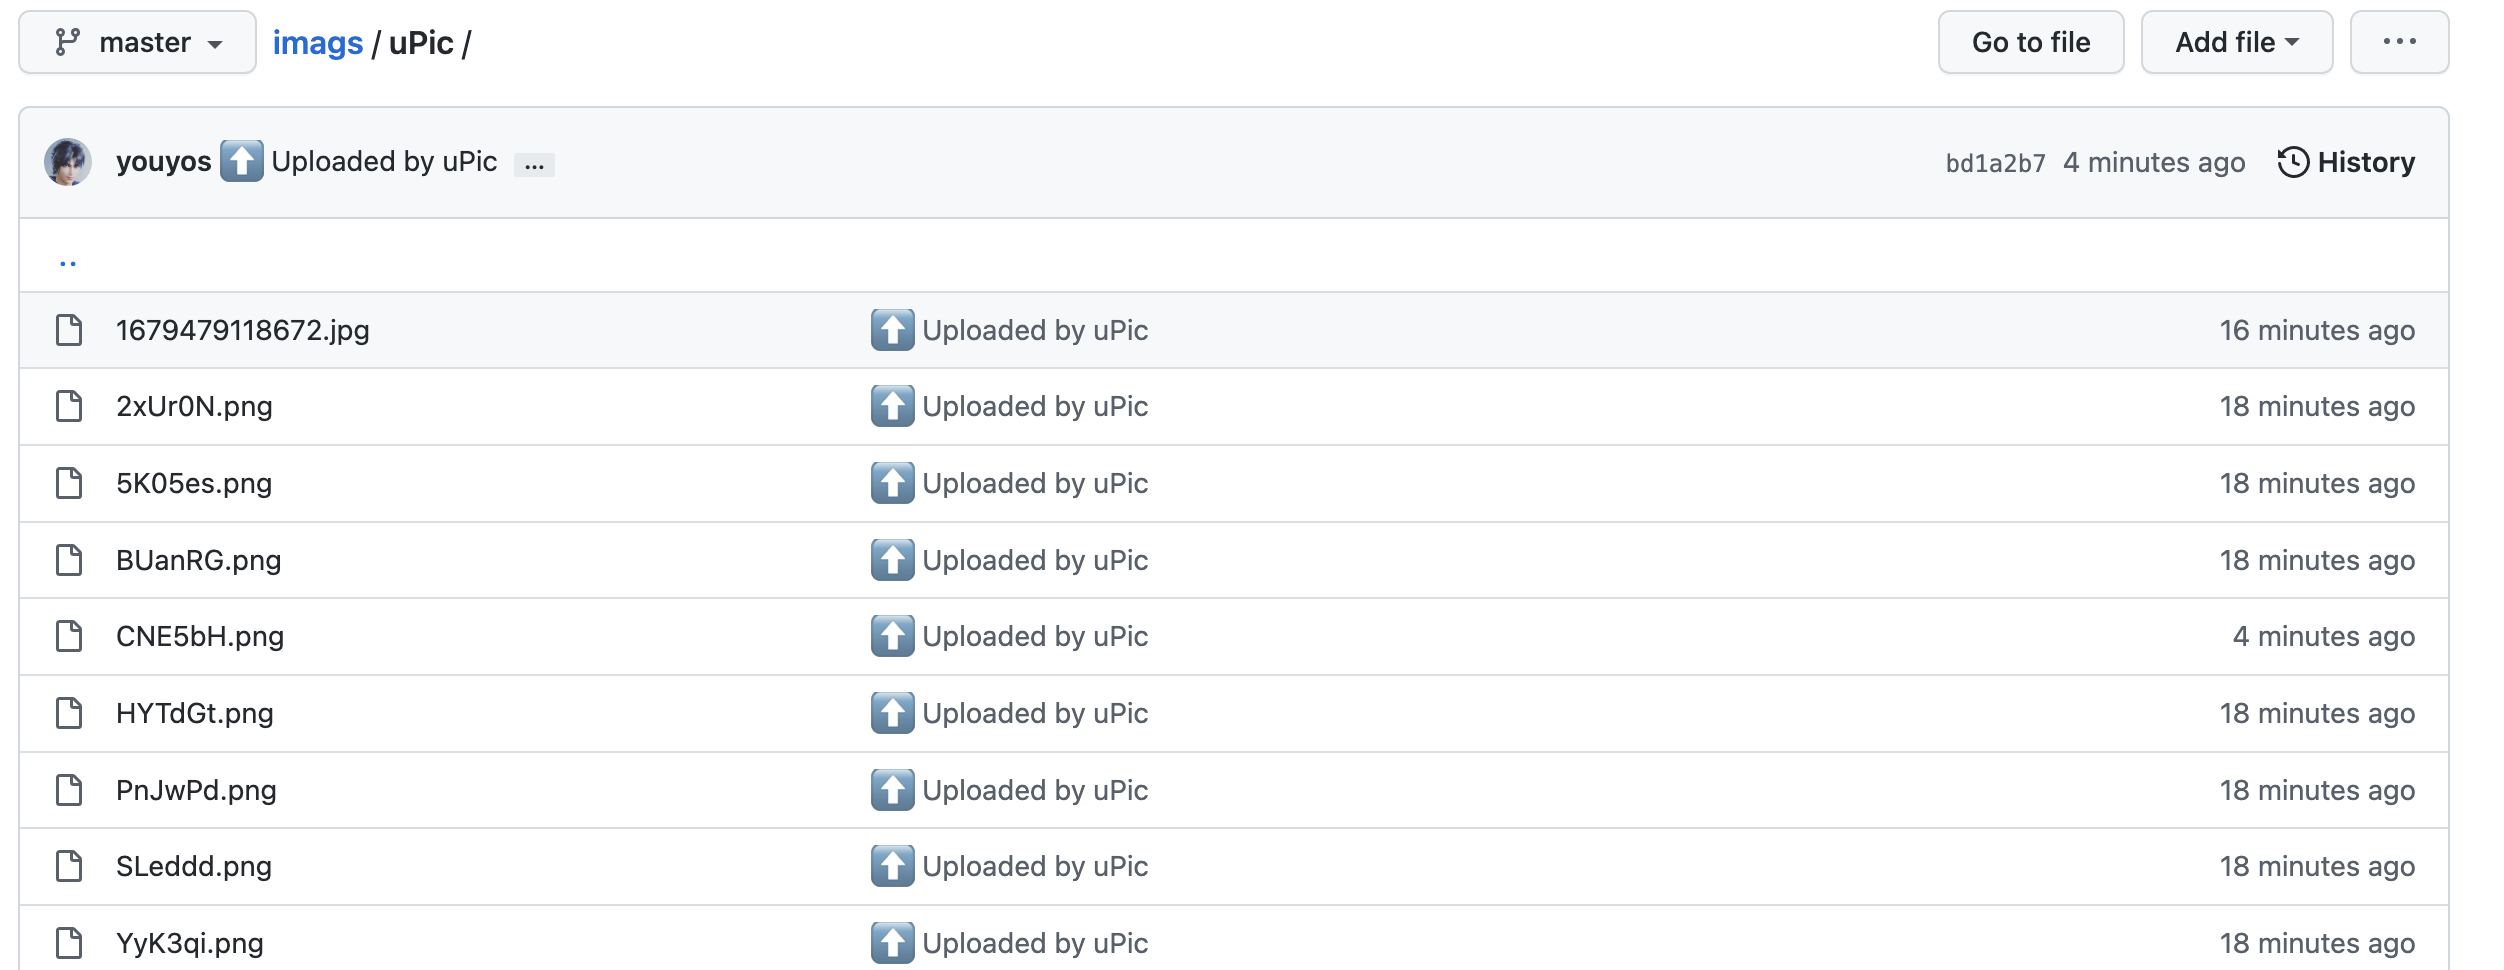 master imags / uPic / Go to file Add file ...
youyos Uploaded by uPic ... bd1a2b7 4 minutes ago History
..
1679479118672.jpg Uploaded by uPic 16 minutes ago
2xUr0N.png Uploaded by uPic 18 minutes ago
5K05es.png Uploaded by uPic 18 minutes ago
BUanRG.png Uploaded by uPic 18 minutes ago
CNE5bH.png Uploaded by uPic 4 minutes ago
HYTdGt.png Uploaded by uPic 18 minutes ago
PnJwPd.png Uploaded by uPic 18 minutes ago
SLeddd.png Uploaded by uPic 18 minutes ago
YyK3qi.png Uploaded by uPic 18 minutes ago